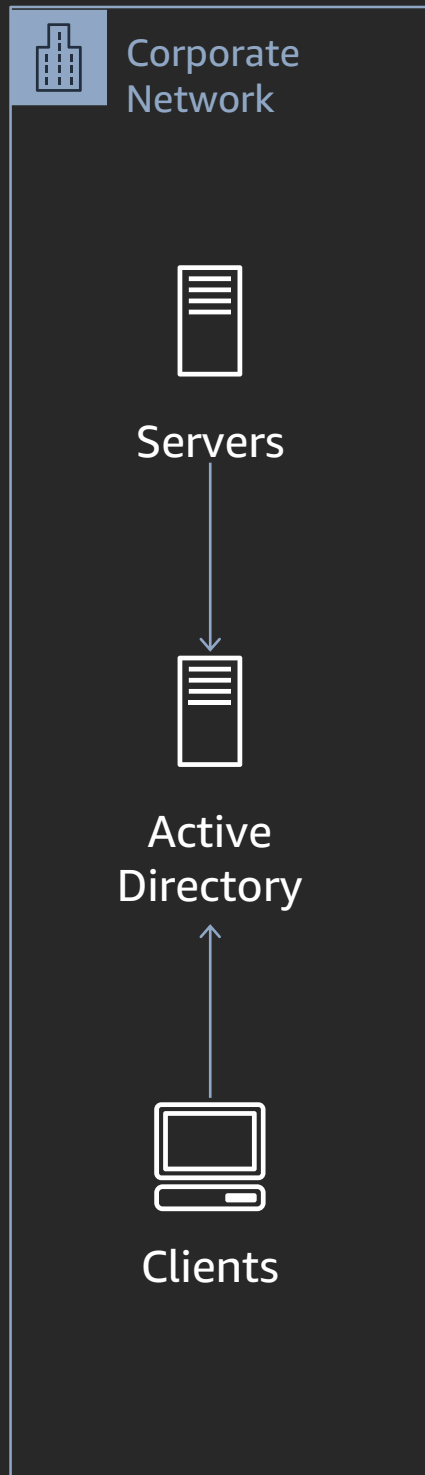 Corporate
Network
Servers
Active
Directory
Clients